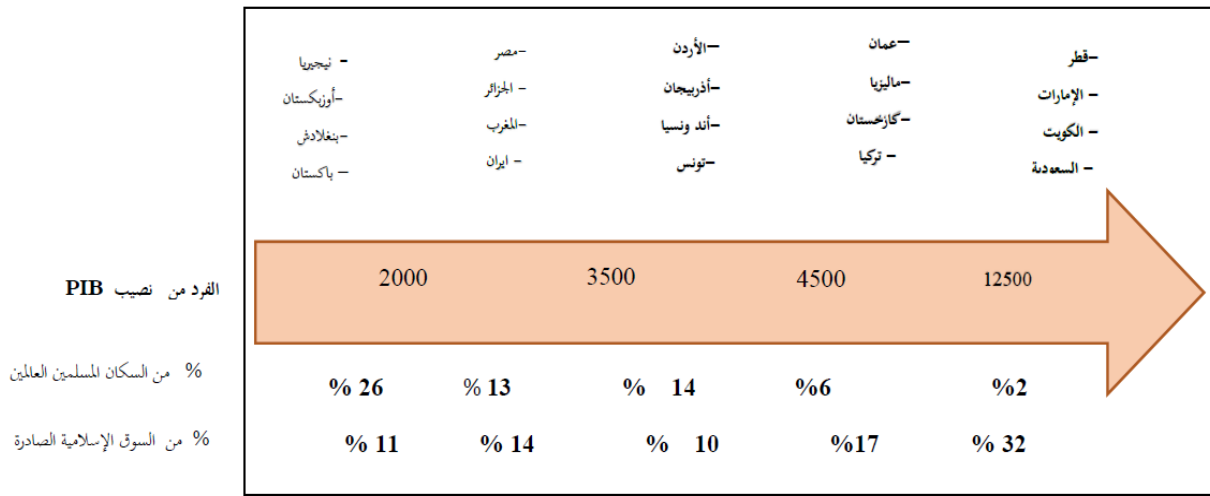 –قطر
– الإمارات
– الكويت
– السعودية
–عمان
–ماليزيا
–گازخستان
– تركيا
–الأردن
–أذربيجان
–أند ونسيا
–تونس
-مصر
- الجزائر
-المغرب
- ايران
- نيجيريا
-أوزبكستان
-بنغلادش
– باكستان
الفرد من نصيب PIB
2000
3500
4500
12500
% من السكان المسلمين العالمين
% 26
% 13
% 14
%6
%2
% من السوق الإسلامية الصادرة
% 11
% 14
% 10
%17
% 32